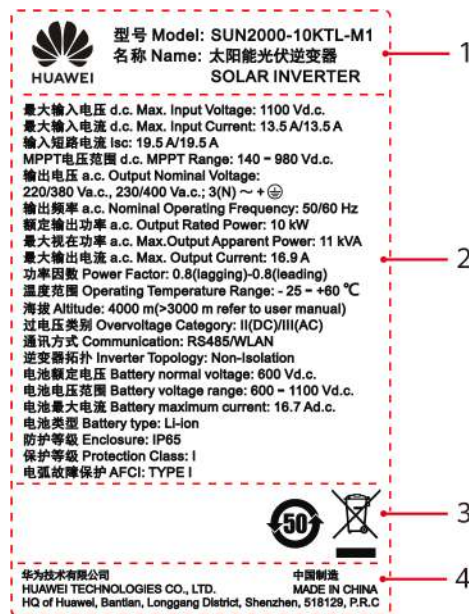 型号 Model: SUN2000-10KTL-M1
名称 Name: 太阳能光伏逆变器
SOLAR INVERTER
HUAWEI
1
最大输入电压 d.c. Max. Input Voltage: 1100 Vd.c.
最大输入电流 d.c. Max. Input Current: 13.5 A/13.5 A
输入短路电流 Isc: 19.5 A/19.5 A
MPPT电压范围 d.c. MPPT Range: 140 - 980 Vd.c.
输出电压 a.c. Output Nominal Voltage:
220/380 Va.c., 230/400 Va.c.; 3(N) ~ +
输出频率 a.c. Nominal Operating Frequency: 50/60 Hz
额定输出功率 a.c. Output Rated Power: 10 kW
最大视在功率 a.c. Max.Output Apparent Power: 11 kVA
最大输出电流 a.c. Max. Output Current: 16.9 A
功率因数 Power Factor: 0.8(lagging)-0.8(leading)
温度范围 Operating Temperature Range: - 25 - +60 ℃
海拔 Altitude: 4000 m(>3000 m refer to user manual)
过电压类别 Overvoltage Category: II(DC)/III(AC)
通讯方式 Communication: RS485/WLAN
逆变器拓扑 Inverter Topology: Non-Isolation
电池额定电压 Battery normal voltage: 600 Vd.c.
电池电压范围 Battery voltage range: 600 - 1100 Vd.c.
电池最大电流 Battery maximum current: 16.7 Ad.c.
电池类型 Battery type: Li-ion
防护等级 Enclosure: IP65
保护等级 Protection Class: I
电弧故障保护 AFCI: TYPE I
2
50
3
华为技术有限公司 中国制造
HUAWEI TECHNOLOGIES CO., LTD. MADE IN CHINA
HQ of Huawei, Bantian, Longgang District, Shenzhen, 518129, P.R.C
4